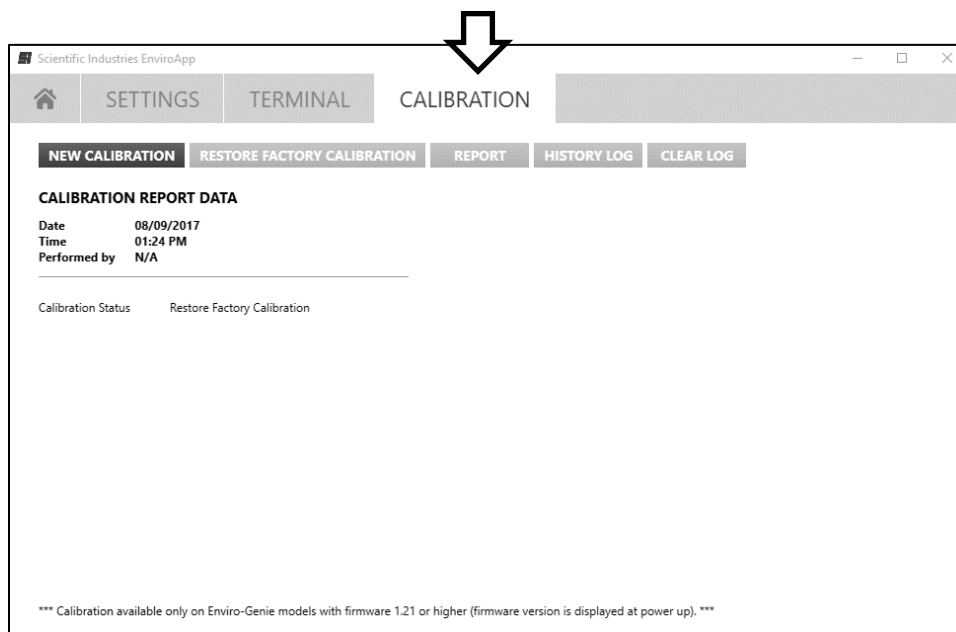 Scientific Industries EnviroApp
SETTINGS TERMINAL CALIBRATION
NEW CALIBRATION RESTORE FACTORY CALIBRATION REPORT HISTORY LOG CLEAR LOG
CALIBRATION REPORT DATA
Date 08/09/2017
Time 01:24 PM
Performed by N/A
Calibration Status Restore Factory Calibration
*** Calibration available only on Enviro-Genie models with firmware 1.21 or higher (firmware version is displayed at power up). ***